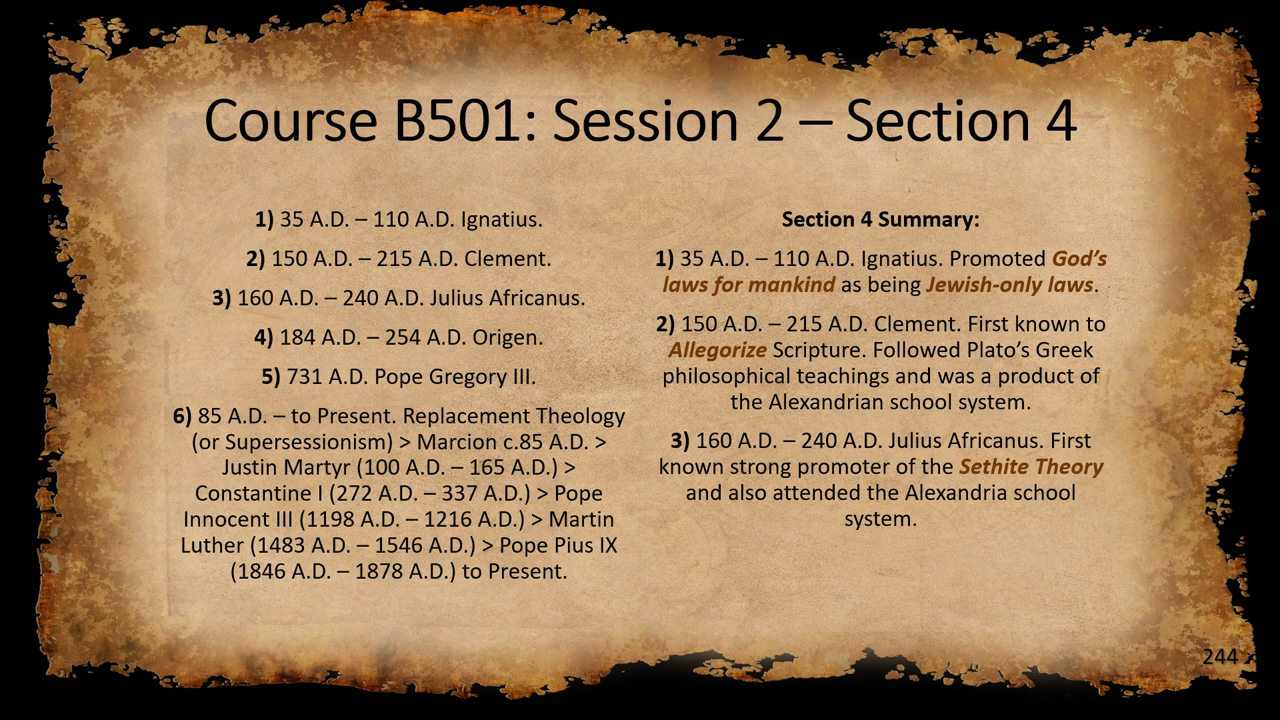 Course B501: Session 2 – Section 4
1) 35 A.D. – 110 A.D. Ignatius.
2) 150 A.D. – 215 A.D. Clement.
3) 160 A.D. – 240 A.D. Julius Africanus.
4) 184 A.D. – 254 A.D. Origen.
5) 731 A.D. Pope Gregory III.
6) 85 A.D. – to Present. Replacement Theology
(or Supersessionism) > Marcion c.85 A.D. >
Justin Martyr (100 A.D. – 165 A.D.) >
Constantine I (272 A.D. – 337 A.D.) > Pope
Innocent III (1198 A.D. – 1216 A.D.) > Martin
Luther (1483 A.D. – 1546 A.D.) > Pope Pius IX
(1846 A.D. – 1878 A.D.) to Present.
Section 4 Summary:
1) 35 A.D. – 110 A.D. Ignatius. Promoted God’s
laws for mankind as being Jewish-only laws.
2) 150 A.D. – 215 A.D. Clement. First known to
Allegorize Scripture. Followed Plato’s Greek
philosophical teachings and was a product of
the Alexandrian school system.
3) 160 A.D. – 240 A.D. Julius Africanus. First
known strong promoter of the Sethite Theory
and also attended the Alexandria school
system.
244